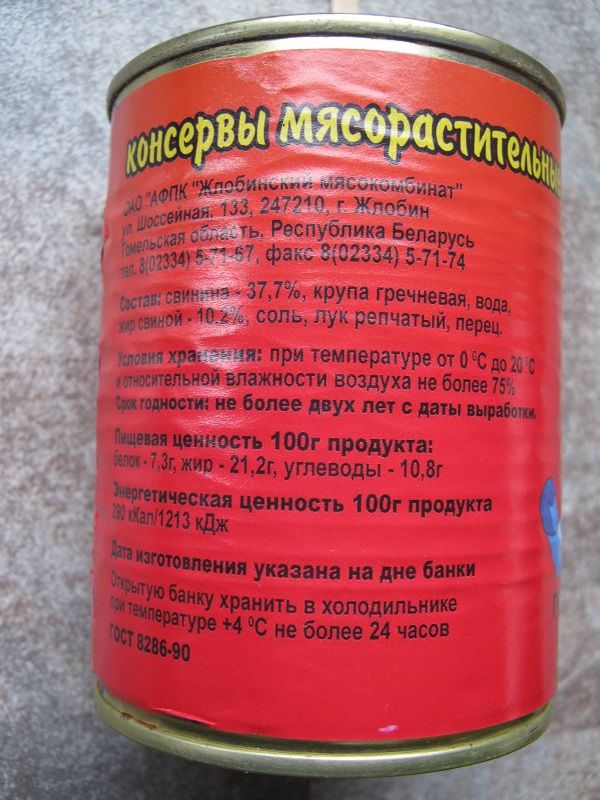 консервы мясорастительны
ОАО "АФПК "Жлобинский мясокомбинат"
ул. Шоссейная, 133, 247210, г. Жлобин
Гомельская область, Республика Беларусь
тел. 8(02334) 5-71-67, факс 8(02334) 5-71-74
Состав: свинина - 37,7%, крупа гречневая, вода,
жир свиной - 10,2%, соль, лук репчатый, перец.
Условия хранения: при температуре от 0 °С до 20 °С
и относительной влажности воздуха не более 75%
Срок годности: не более двух лет с даты выработки.
Пищевая ценность 100г продукта:
белок - 7,3г, жир - 21,2г, углеводы - 10,8г
Энергетическая ценность 100г продукта
290 кКал/1213 кДж
Дата изготовления указана на дне банки
Открытую банку хранить в холодильнике
при температуре +4 °С не более 24 часов
ГОСТ 8286-90